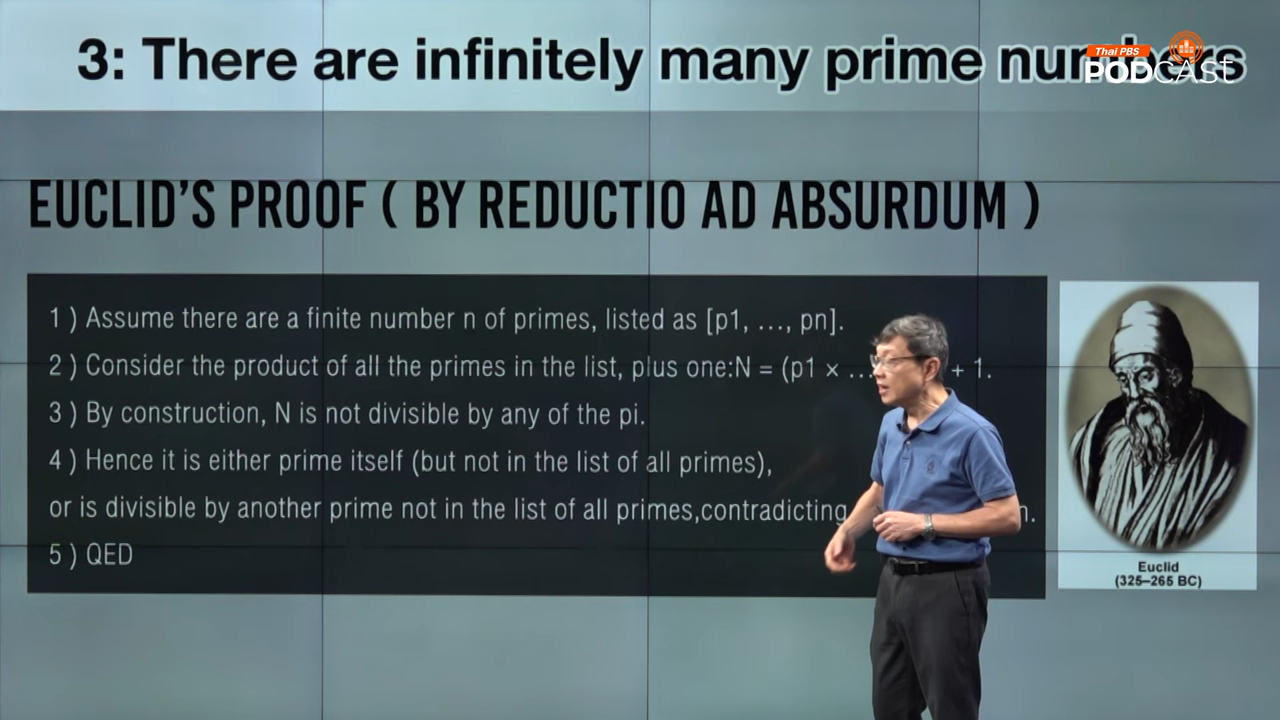 3: There are infinitely many prime numbers
Thai PBS
PODCAST
EUCLID'S PROOF ( BY REDUCTIO AD ABSURDUM )
1 ) Assume there are a finite number n of primes, listed as [p1, ..., pn].
2 ) Consider the product of all the primes in the list, plus one:N = (p1 × ... + 1.
3 ) By construction, N is not divisible by any of the pi.
4 ) Hence it is either prime itself (but not in the list of all primes),
or is divisible by another prime not in the list of all primes,contradicting n.
5 ) QED
Euclid
(325–265 BC)